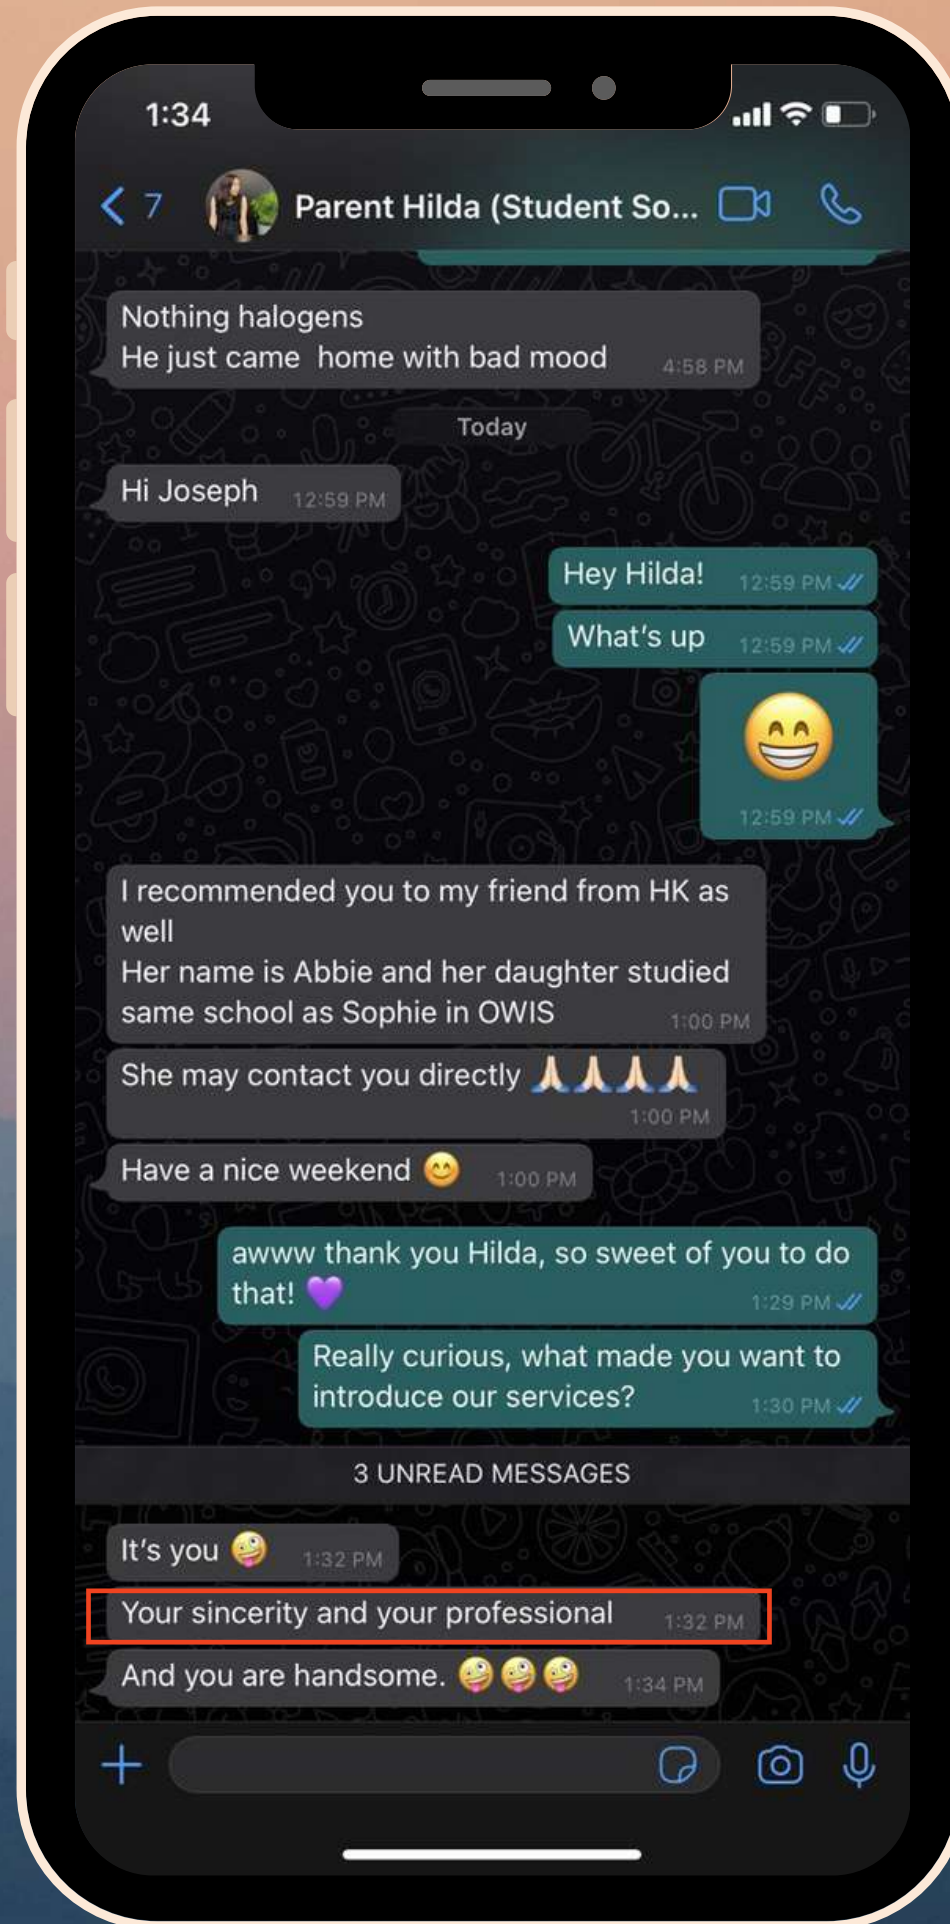 1:34
7
Parent Hilda (Student So...
Nothing halogens
He just came  home with bad mood
4:58 PM
Today
Hi Joseph
12:59 PM
Hey Hilda!
12:59 PM
What's up
12:59 PM
12:59 PM
I recommended you to my friend from HK as
well
Her name is Abbie and her daughter studied
same school as Sophie in OWIS
1:00 PM
She may contact you directly 🙏🏻🙏🏻🙏🏻🙏🏻
1:00 PM
Have a nice weekend 😊
1:00 PM
awww thank you Hilda, so sweet of you to do
that! 💜
1:29 PM
Really curious, what made you want to
introduce our services?
1:30 PM
3 UNREAD MESSAGES
It's you 🤪
1:32 PM
Your sincerity and your professional
1:32 PM
And you are handsome. 🤪🤪🤪
1:34 PM